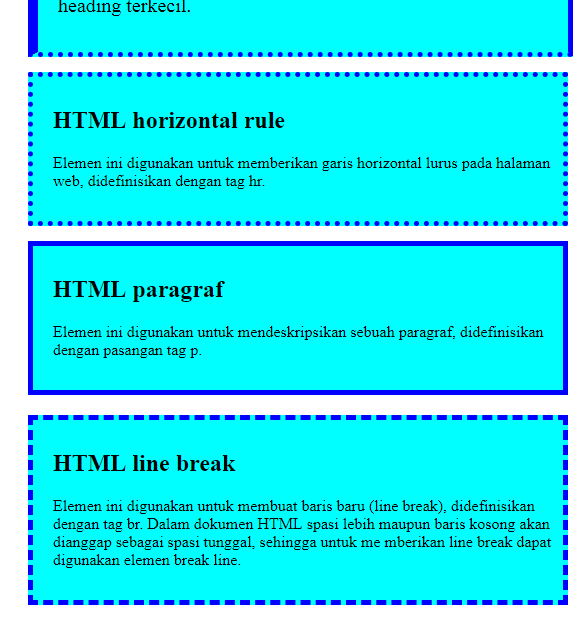 heading terkecil.
HTML horizontal rule
Elemen ini digunakan untuk memberikan garis horizontal lurus pada halaman
web, didefinisikan dengan tag hr.
HTML paragraf
Elemen ini digunakan untuk mendeskripsikan sebuah paragraf, didefinisikan
dengan pasangan tag p.
HTML line break
Elemen ini digunakan untuk membuat baris baru (line break), didefinisikan
dengan tag br. Dalam dokumen HTML spasi lebih maupun baris kosong akan
dianggap sebagai spasi tunggal, sehingga untuk me mberikan line break dapat
digunakan elemen break line.